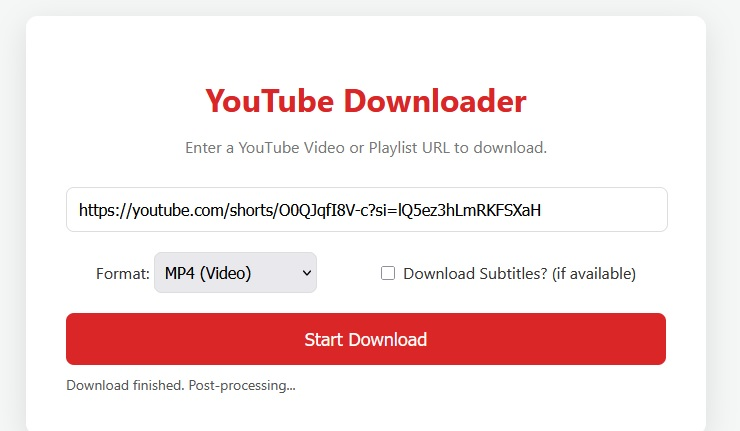 YouTube Downloader
Enter a YouTube Video or Playlist URL to download.
https://youtube.com/shorts/O0QJqfI8V-c?si=lQ5ez3hLmRKFSXaH
Format: MP4 (Video) Download Subtitles? (if available)
Start Download
Download finished. Post-processing...